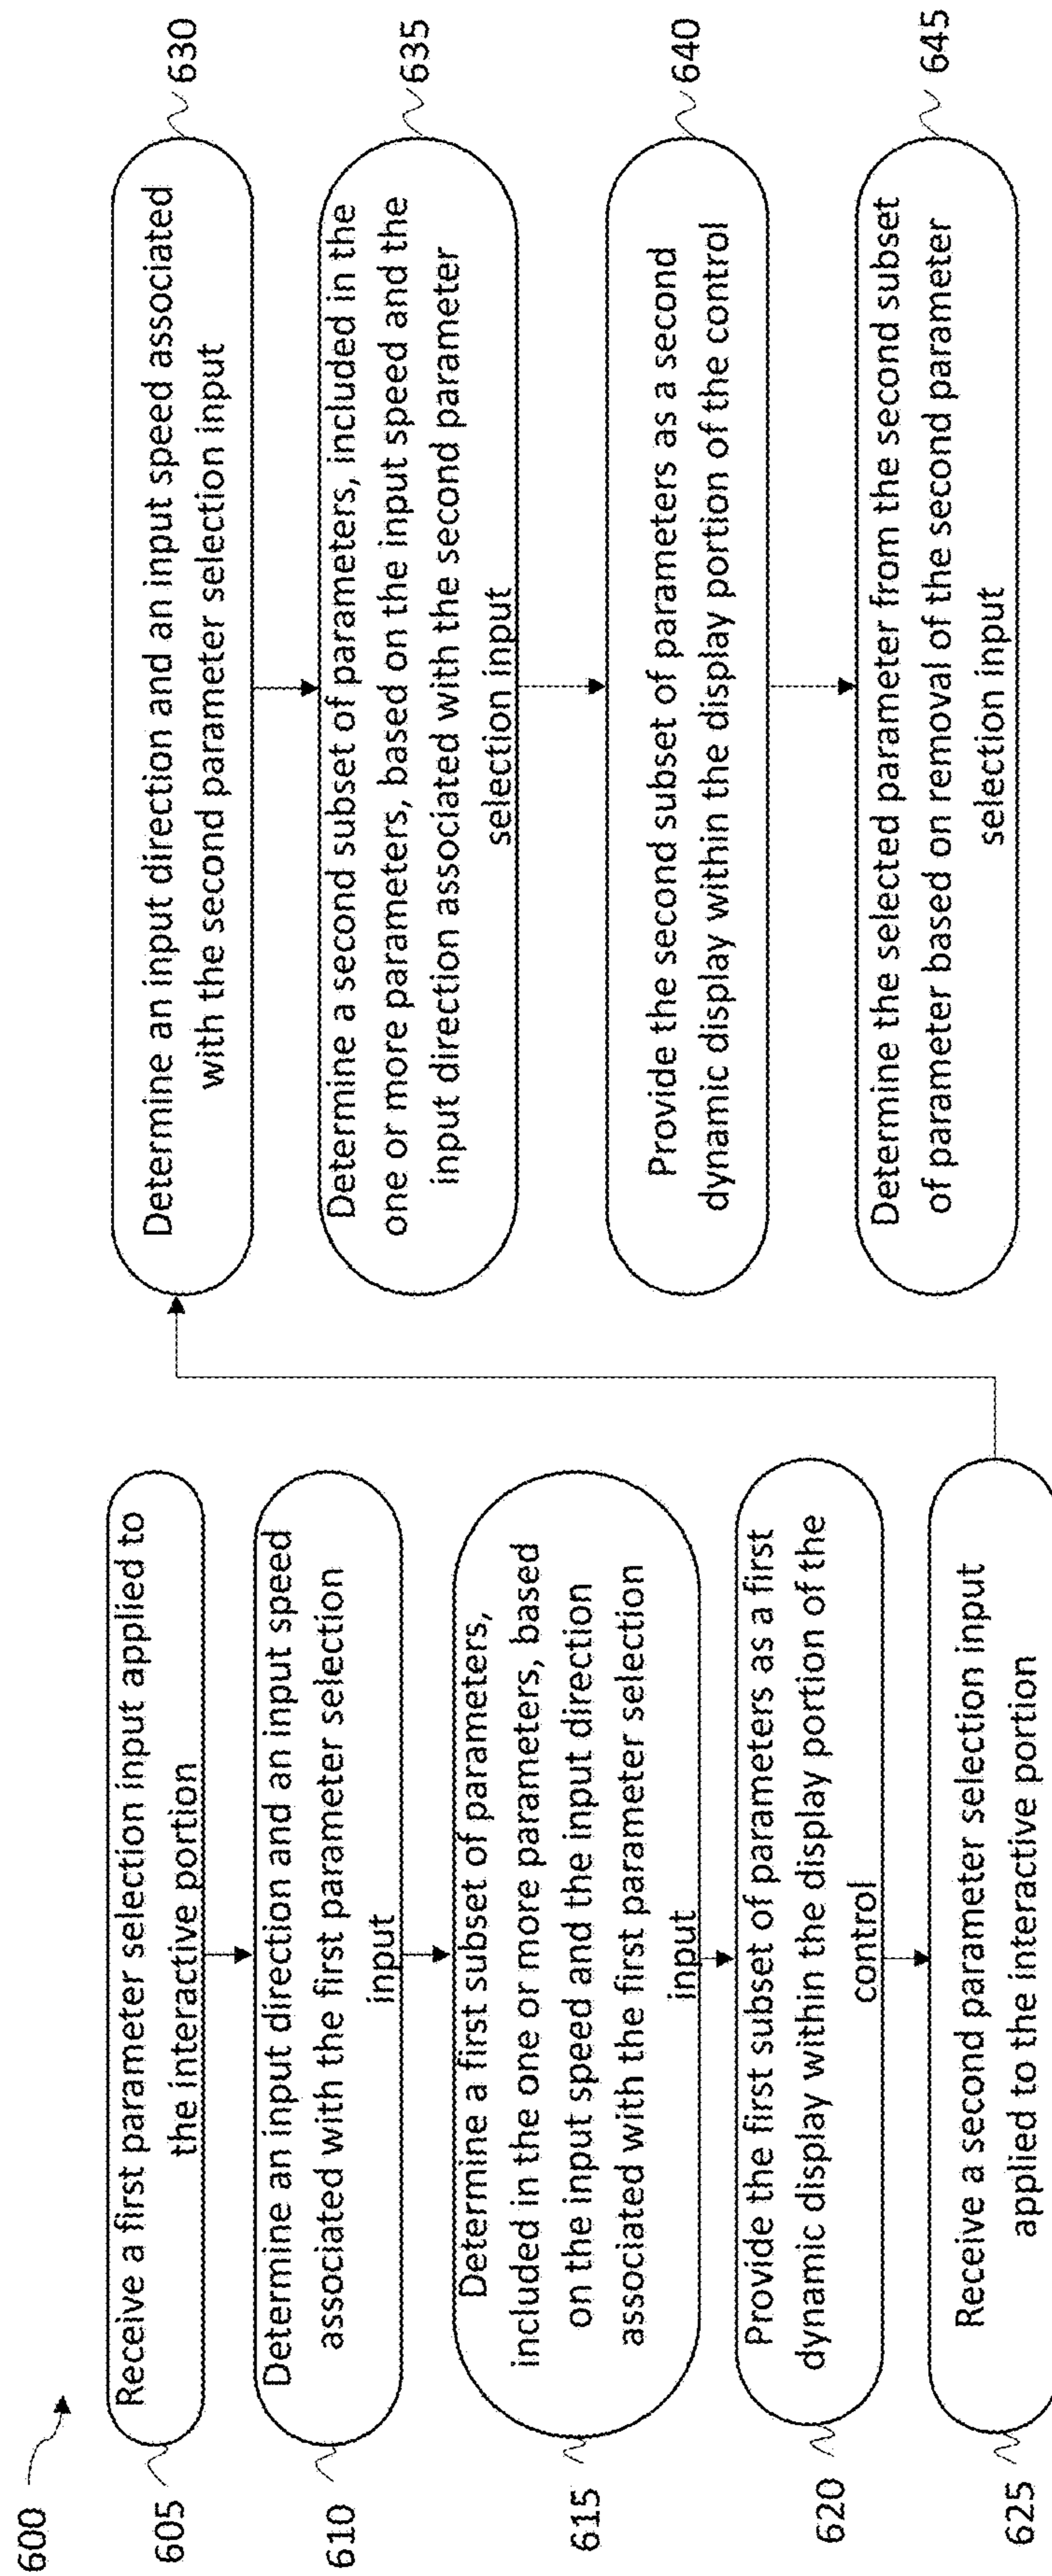 600
605
Receive a first parameter selection input applied to
the interactive portion
610
Determine an input direction and an input speed
associated with the first parameter selection
input
615
Determine a first subset of parameters,
included in the one or more parameters, based
on the input speed and the input direction
associated with the first parameter selection
input
620
Provide the first subset of parameters as a first
dynamic display within the display portion of the
control
625
Receive a second parameter selection input
applied to the interactive portion
630
Determine an input direction and an input speed associated
with the second parameter selection input
635
Determine a second subset of parameters, included in the
one or more parameters, based on the input speed and the
input direction associated with the second parameter
selection input
640
Provide the second subset of parameters as a second
dynamic display within the display portion of the control
645
Determine the selected parameter from the second subset
of parameter based on removal of the second parameter
selection input